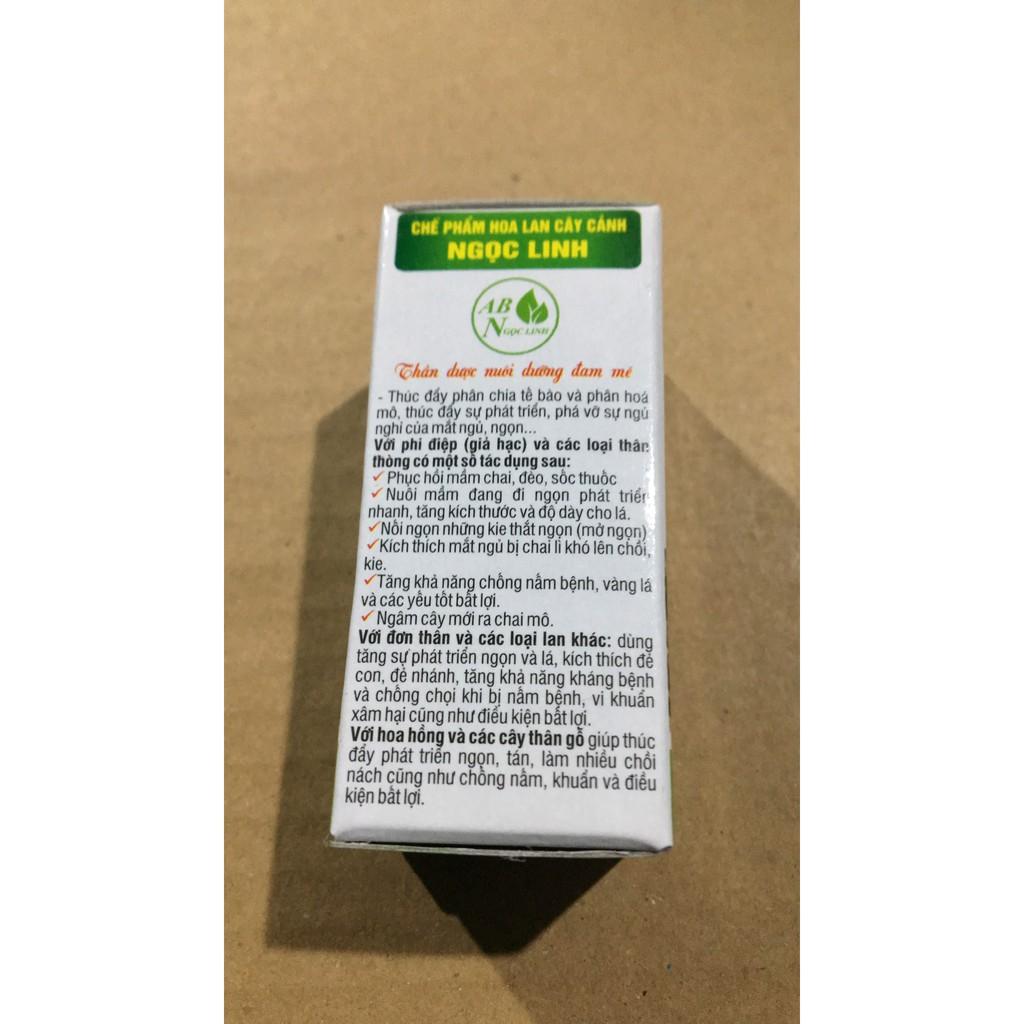 CHẾ PHẨM HOA LAN CÂY CẢNH
NGỌC LINH
AB
NGỌC LINH
Thần dược nuôi dưỡng đam mê
- Thúc đẩy phân chia tế bào và phân hoá
mô, thúc đẩy sự phát triển, phá vỡ sự ngủ
nghỉ của mắt ngủ, ngọn...
Với phi điệp (giả hạc) và các loại thân
thòng có một số tác dụng sau:
✓ Phục hồi mầm chai, đèo, sốc thuốc
✓ Nuôi mầm đang đi ngọn phát triển
nhanh, tăng kích thước và độ dày cho lá.
✓Nối ngọn những kie thắt ngọn (mở ngọn)
✓Kích thích mắt ngủ bị chai lì khó lên chồi,
kie.
✓Tăng khả năng chống nấm bệnh, vàng lá
và các yếu tốt bất lợi.
✓ Ngâm cây mới ra chai mô.
Với đơn thân và các loại lan khác: dùng
tăng sự phát triển ngọn và lá, kích thích đẻ
con, đẻ nhánh, tăng khả năng kháng bệnh
và chống chọi khi bị nấm bệnh, vi khuẩn
xâm hại cũng như điều kiện bất lợi.
Với hoa hồng và các cây thân gỗ giúp thúc
đẩy phát triển ngọn, tán, làm nhiều chồi
nách cũng như chống nấm, khuẩn và điều
kiện bất lợi.